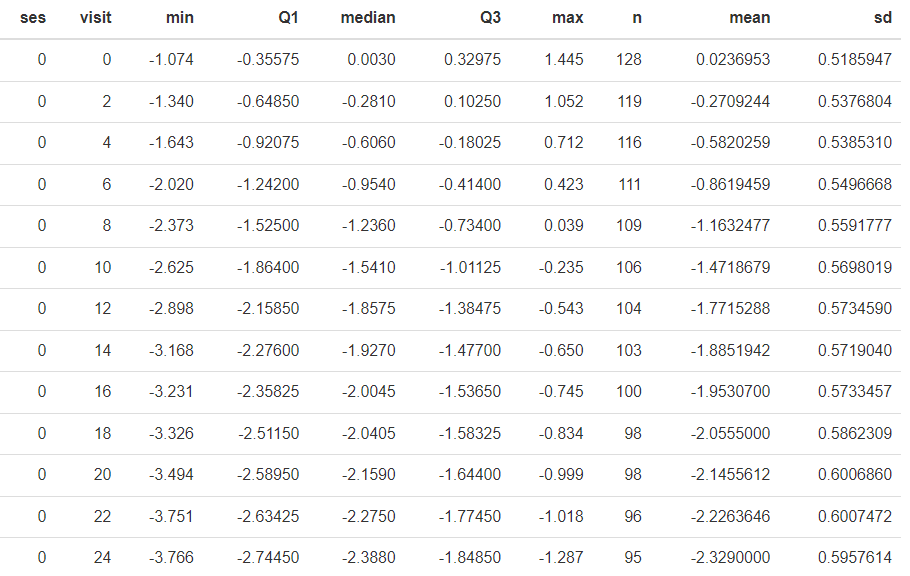 ses visit min Q1 median Q3 max n mean sd
0 0 -1.074 -0.35575 0.0030 0.32975 1.445 128 0.0236953 0.5185947
0 2 -1.340 -0.64850 -0.2810 0.10250 1.052 119 -0.2709244 0.5376804
0 4 -1.643 -0.92075 -0.6060 -0.18025 0.712 116 -0.5820259 0.5385310
0 6 -2.020 -1.24200 -0.9540 -0.41400 0.423 111 -0.8619459 0.5496668
0 8 -2.373 -1.52500 -1.2360 -0.73400 0.039 109 -1.1632477 0.5591777
0 10 -2.625 -1.86400 -1.5410 -1.01125 -0.235 106 -1.4718679 0.5698019
0 12 -2.898 -2.15850 -1.8575 -1.38475 -0.543 104 -1.7715288 0.5734590
0 14 -3.168 -2.27600 -1.9270 -1.47700 -0.650 103 -1.8851942 0.5719040
0 16 -3.231 -2.35825 -2.0045 -1.53650 -0.745 100 -1.9530700 0.5733457
0 18 -3.326 -2.51150 -2.0405 -1.58325 -0.834 98 -2.0555000 0.5862309
0 20 -3.494 -2.58950 -2.1590 -1.64400 -0.999 98 -2.1455612 0.6006860
0 22 -3.751 -2.63425 -2.2750 -1.77450 -1.018 96 -2.2263646 0.6007472
0 24 -3.766 -2.74450 -2.3880 -1.84850 -1.287 95 -2.3290000 0.5957614